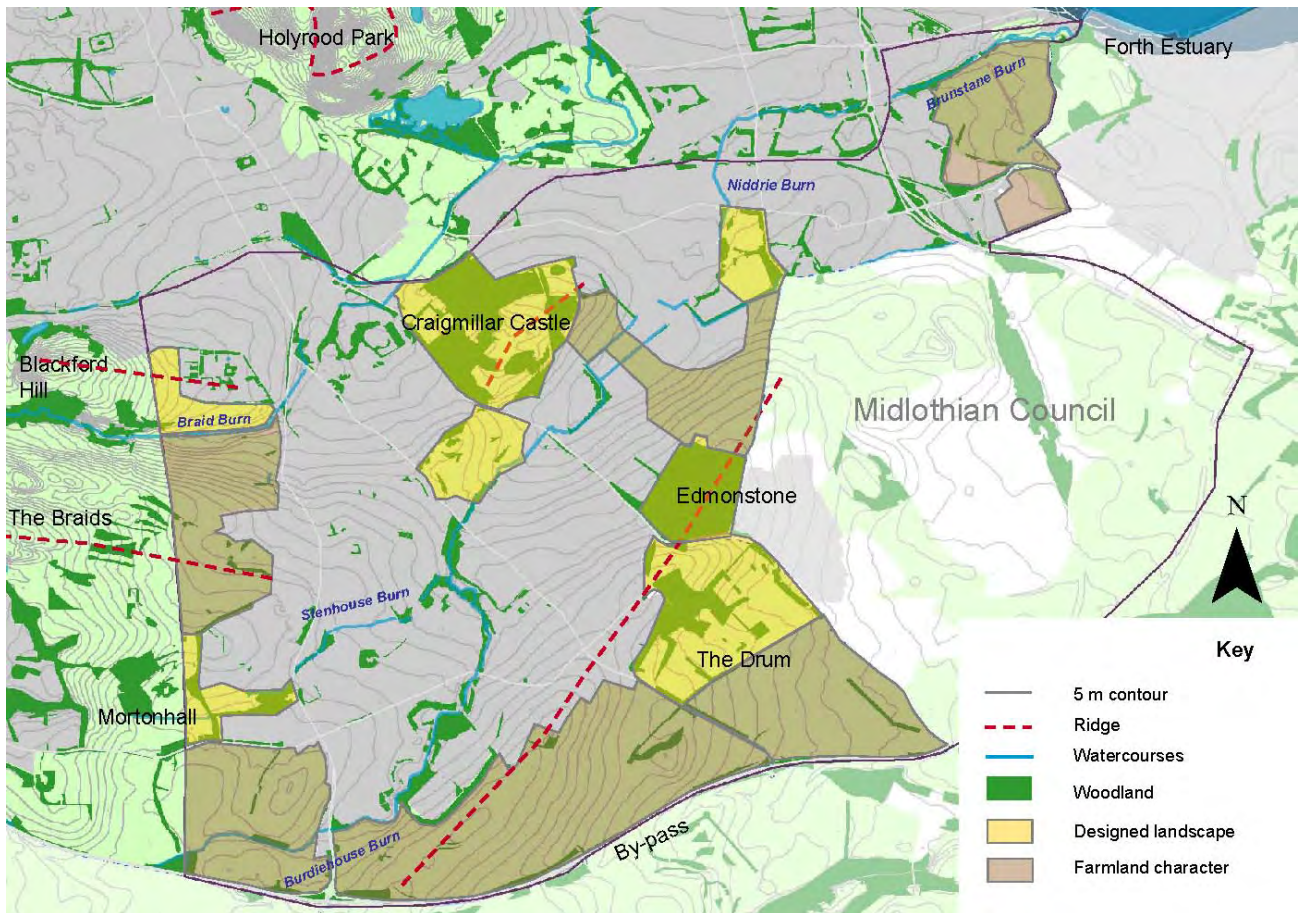 Holyrood Park
Forth Estuary
Brunstane Burn
Niddrie Burn
Craigmillar Castle
Blackford
Hill
Braid Burn
Midlothian Council
Edmonstone
The Braids
N
Stenhouse Burn
The Drum
Mortonhall
By-pass
Burdiehouse Burn
Key
5 m contour
Ridge
Watercourses
Woodland
Designed landscape
Farmland character